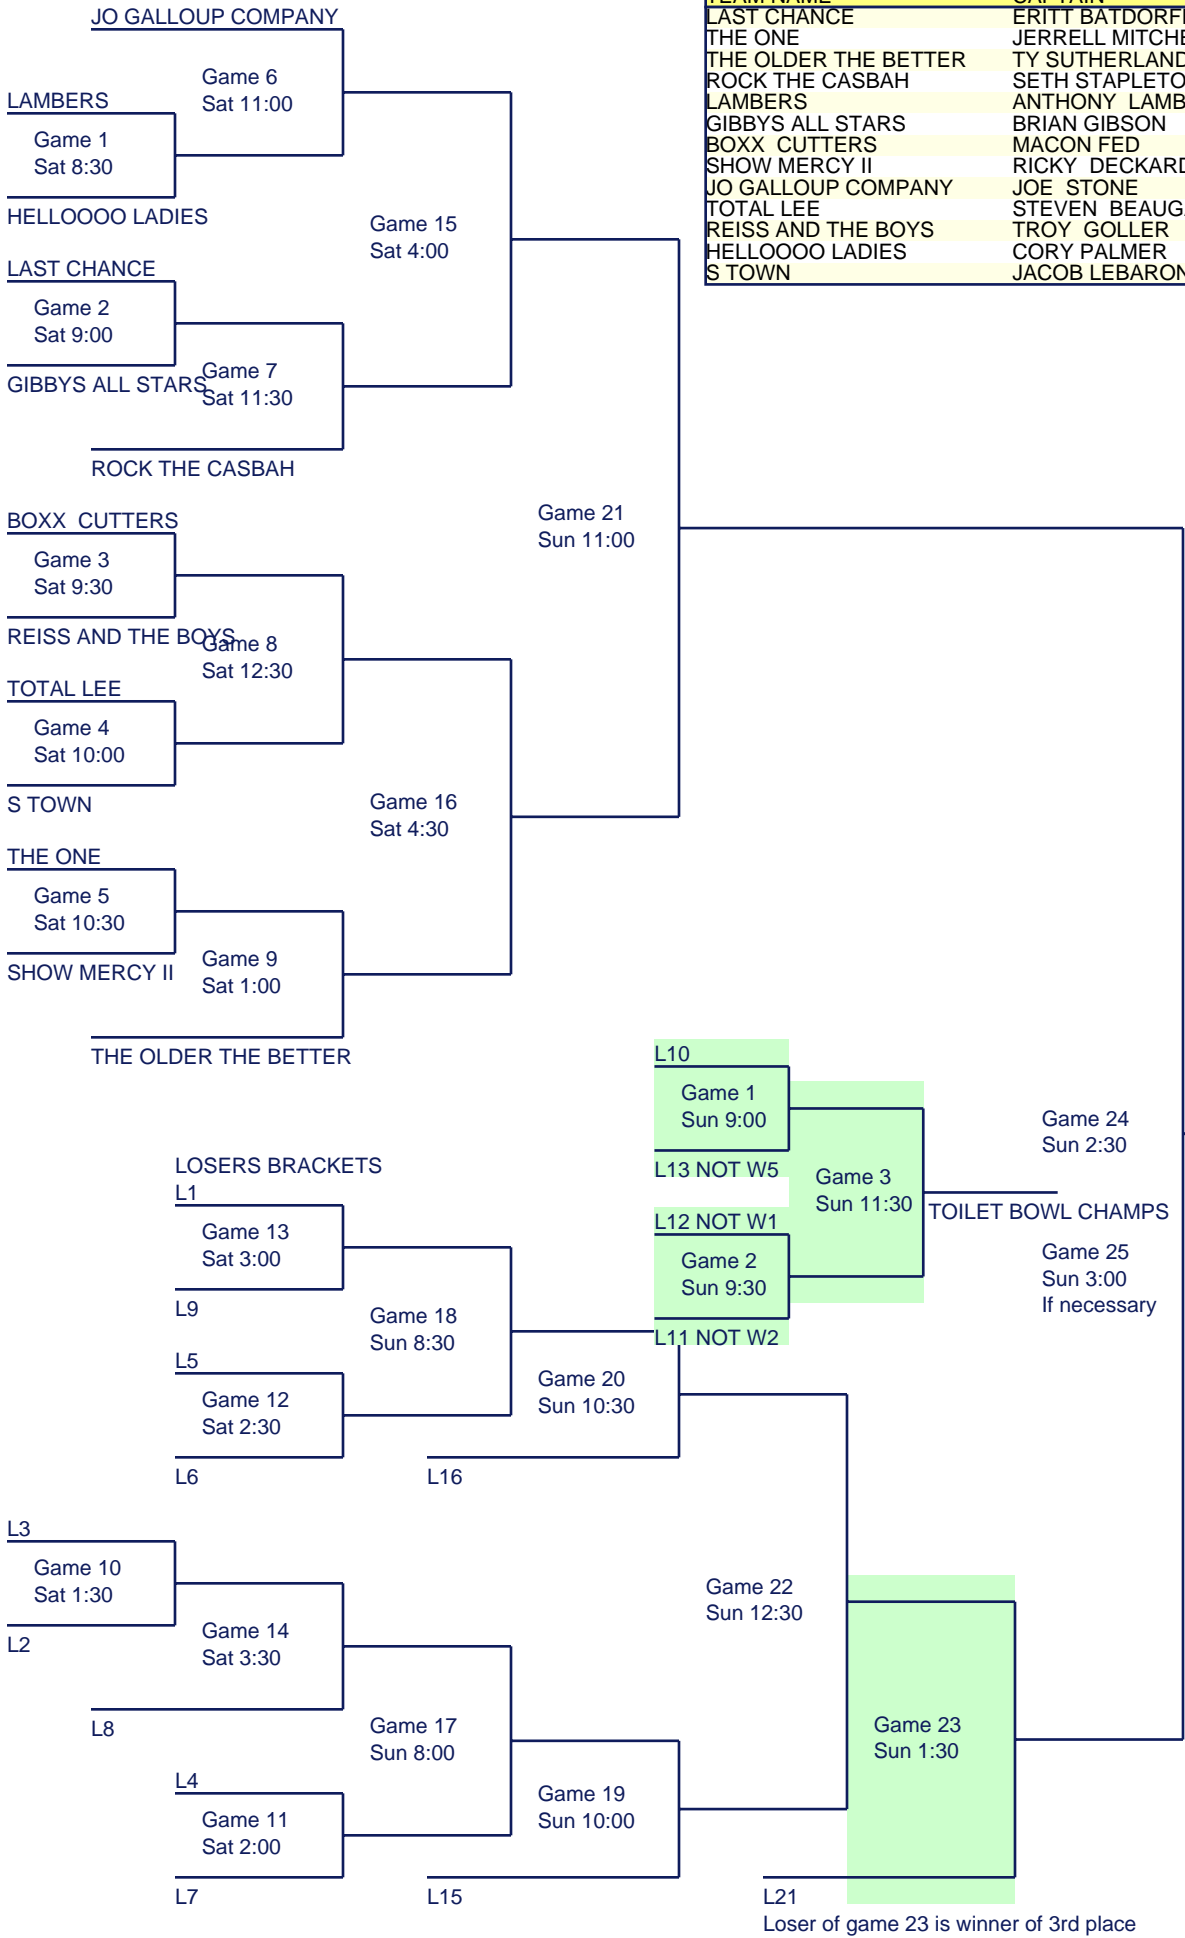 JO GALLOUP COMPANY
Game 6
Sat 11:00
LAMBERS
Game 1
Sat 8:30
HELLOOOO LADIES
Game 15
Sat 4:00
LAST CHANCE
Game 2
Sat 9:00
GIBBYS ALL STARS
Game 7
Sat 11:30
ROCK THE CASBAH
BOXX CUTTERS
Game 3
Sat 9:30
REISS AND THE BOYS
Game 8
Sat 12:30
TOTAL LEE
Game 4
Sat 10:00
S TOWN
Game 21
Sun 11:00
Game 16
Sat 4:30
THE ONE
Game 5
Sat 10:30
SHOW MERCY II
Game 9
Sat 1:00
THE OLDER THE BETTER
TEAM NAME CAPTAIN
LAST CHANCE ERITT BATDORF
THE ONE JERRELL MITCHE
THE OLDER THE BETTER TY SUTHERLAND
ROCK THE CASBAH SETH STAPLETO
LAMBERS ANTHONY LAMB
GIBBYS ALL STARS BRIAN GIBSON
BOXX CUTTERS MACON FED
SHOW MERCY II RICKY DECKARD
JO GALLOUP COMPANY JOE STONE
TOTAL LEE STEVEN BEAUG
REISS AND THE BOYS TROY GOLLER
HELLOOOO LADIES CORY PALMER
S TOWN JACOB LEBARON
L10
Game 1
Sun 9:00
L13 NOT W5
Game 3
Sun 11:30
L12 NOT W1
Game 2
Sun 9:30
L11 NOT W2
TOILET BOWL CHAMPS
Game 24
Sun 2:30
Game 25
Sun 3:00
If necessary
LOSERS BRACKETS
L1
Game 13
Sat 3:00
L9
Game 18
Sun 8:30
L5
Game 12
Sat 2:30
L6
Game 20
Sun 10:30
L16
L3
Game 10
Sat 1:30
L2
Game 14
Sat 3:30
L8
Game 17
Sun 8:00
L4
Game 11
Sat 2:00
L7
Game 19
Sun 10:00
L15
Game 22
Sun 12:30
Game 23
Sun 1:30
L21
Loser of game 23 is winner of 3rd place